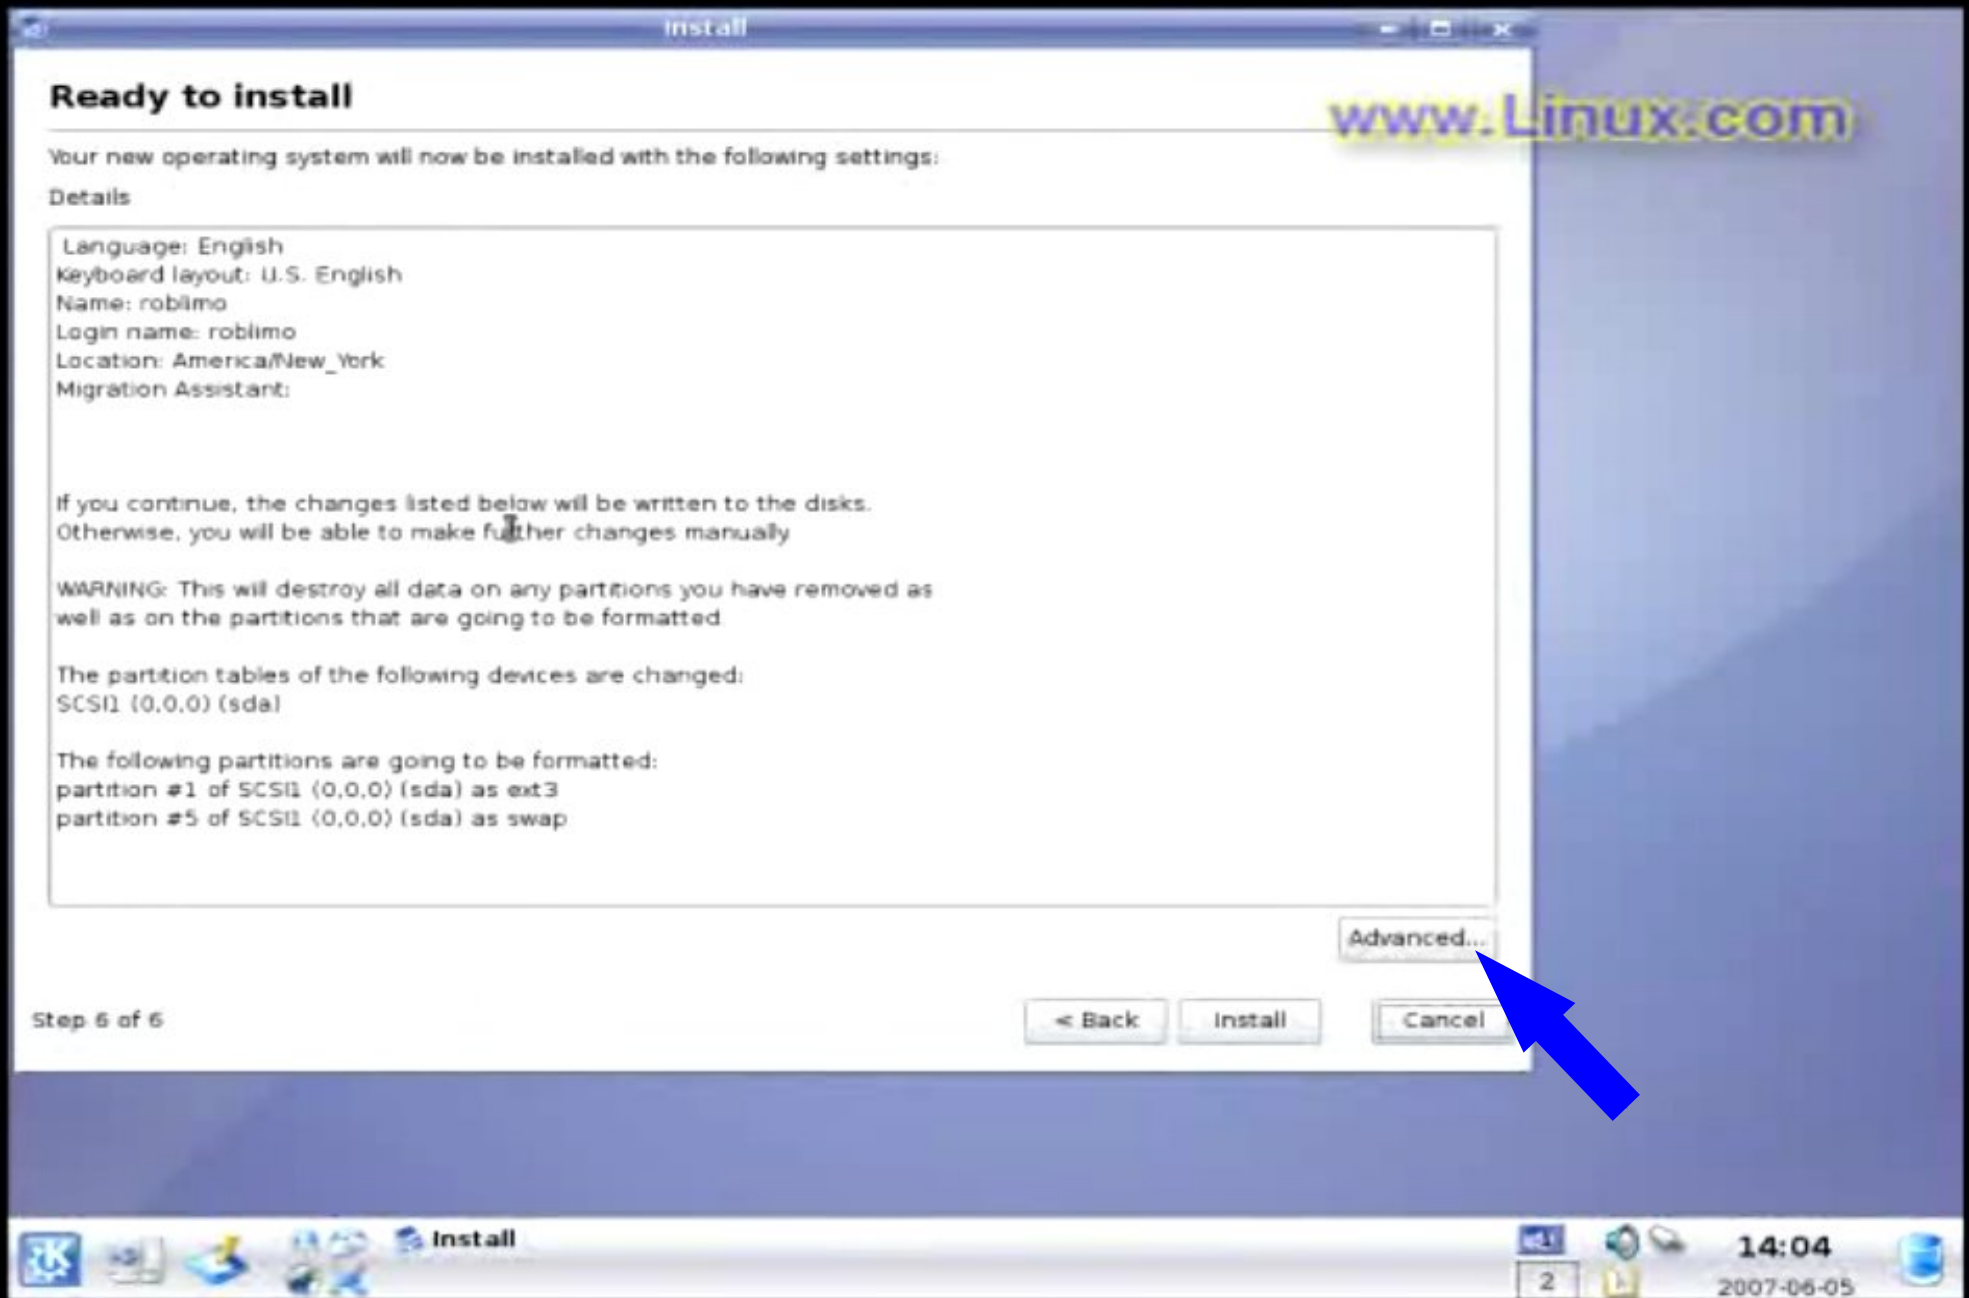 Install
Ready to install
www.Linux.com
Your new operating system will now be installed with the following settings:
Details
Language: English
Keyboard layout: U.S. English
Name: roblimo
Login name: roblimo
Location: America/New_York
Migration Assistant:
If you continue, the changes listed below will be written to the disks.
Otherwise, you will be able to make further changes manually
WARNING: This will destroy all data on any partitions you have removed as
well as on the partitions that are going to be formatted
The partition tables of the following devices are changed:
SCSI1 (0,0,0) (sda)
The following partitions are going to be formatted:
partition #1 of SCSI1 (0,0,0) (sda) as ext3
partition #5 of SCSI1 (0,0,0) (sda) as swap
Advanced...
Step 6 of 6
< Back
Install
Cancel
Install
2
14:04
2007-06-05